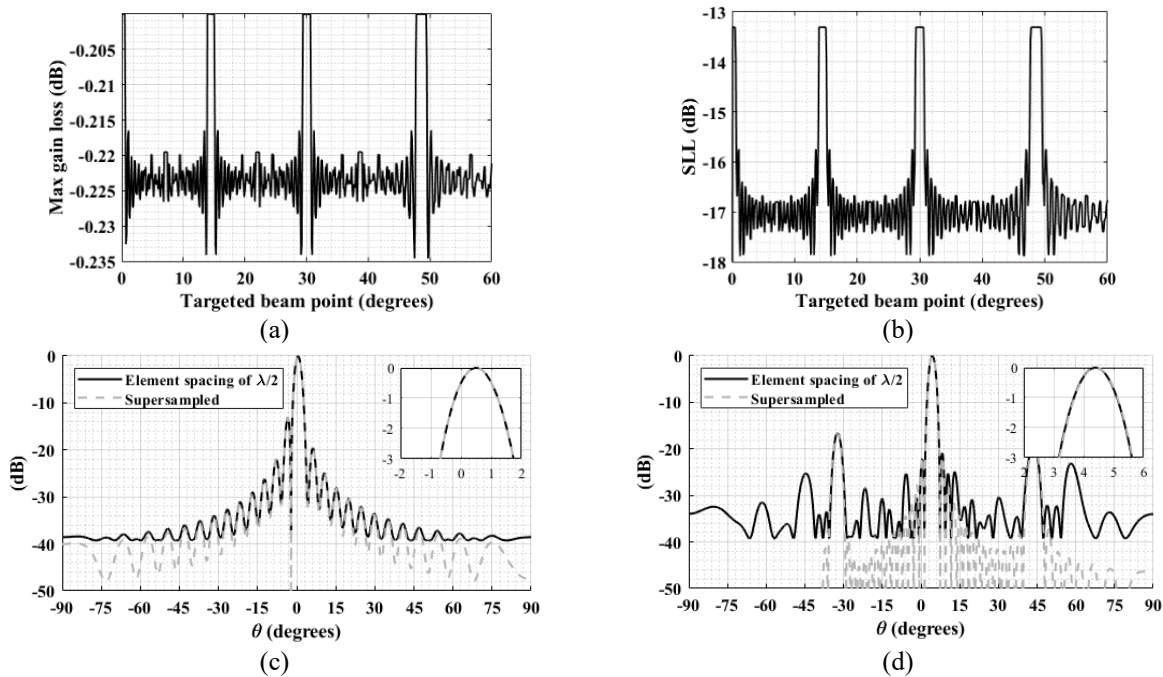 -0.205
-0.21
-0.215
-0.22
-0.225
-0.23
-0.235
Max gain loss (dB)
0 10 20 30 40 50 60
Targeted beam point (degrees)
(a)
-13
-14
-15
-16
-17
-18
SLL (dB)
0 10 20 30 40 50 60
Targeted beam point (degrees)
(b)
0
-10
-20
-30
-40
-50
(dB)
Element spacing of λ/2
Supersampled
0
-1
-2
-3
-2 -1 0 1 2
-90 -75 -60 -45 -30 -15 0 15 30 45 60 75 90
θ (degrees)
(c)
0
-10
-20
-30
-40
-50
(dB)
Element spacing of λ/2
Supersampled
0
-1
-2
-3
2 3 4 5 6
-90 -75 -60 -45 -30 -15 0 15 30 45 60 75 90
θ (degrees)
(d)